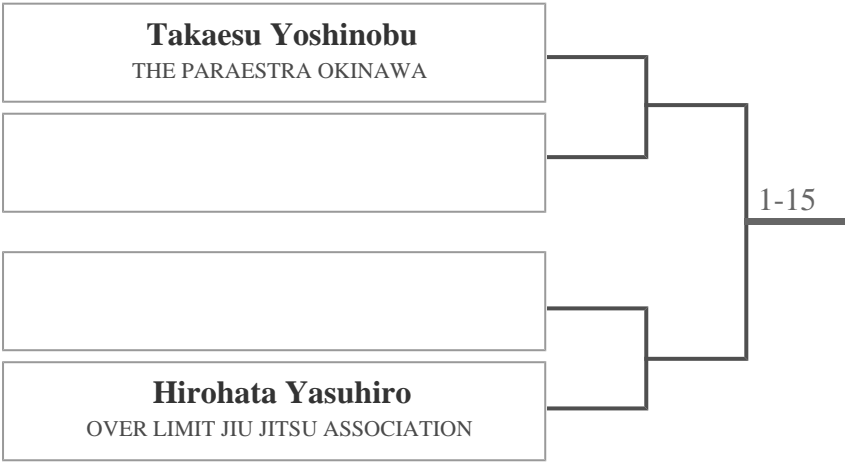 Takaesu Yoshinobu
THE PARAESTRA OKINAWA
1-15
Hirohata Yasuhiro
OVER LIMIT JIU JITSU ASSOCIATION